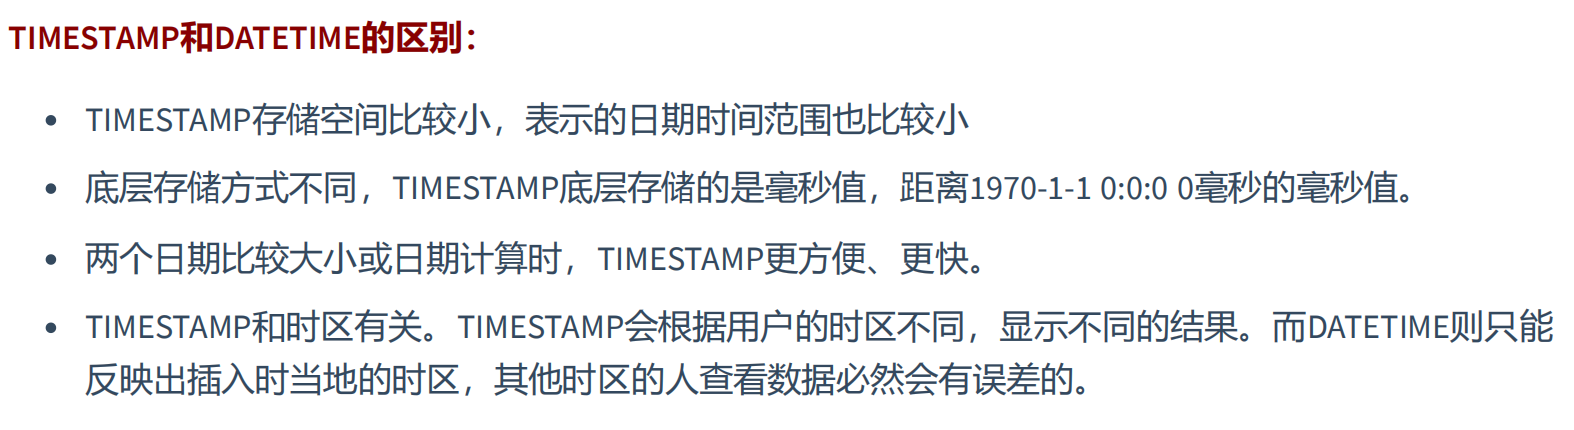 TIMESTAMP和DATETIME的区别：
• TIMESTAMP存储空间比较小，表示的日期时间范围也比较小
• 底层存储方式不同，TIMESTAMP底层存储的是毫秒值，距离1970-1-1 0:0:0 0毫秒的毫秒值。
• 两个日期比较大小或日期计算时，TIMESTAMP更方便、更快。
• TIMESTAMP和时区有关。TIMESTAMP会根据用户的时区不同，显示不同的结果。而DATETIME则只能
反映出插入时当地的时区，其他时区的人查看数据必然会有误差的。